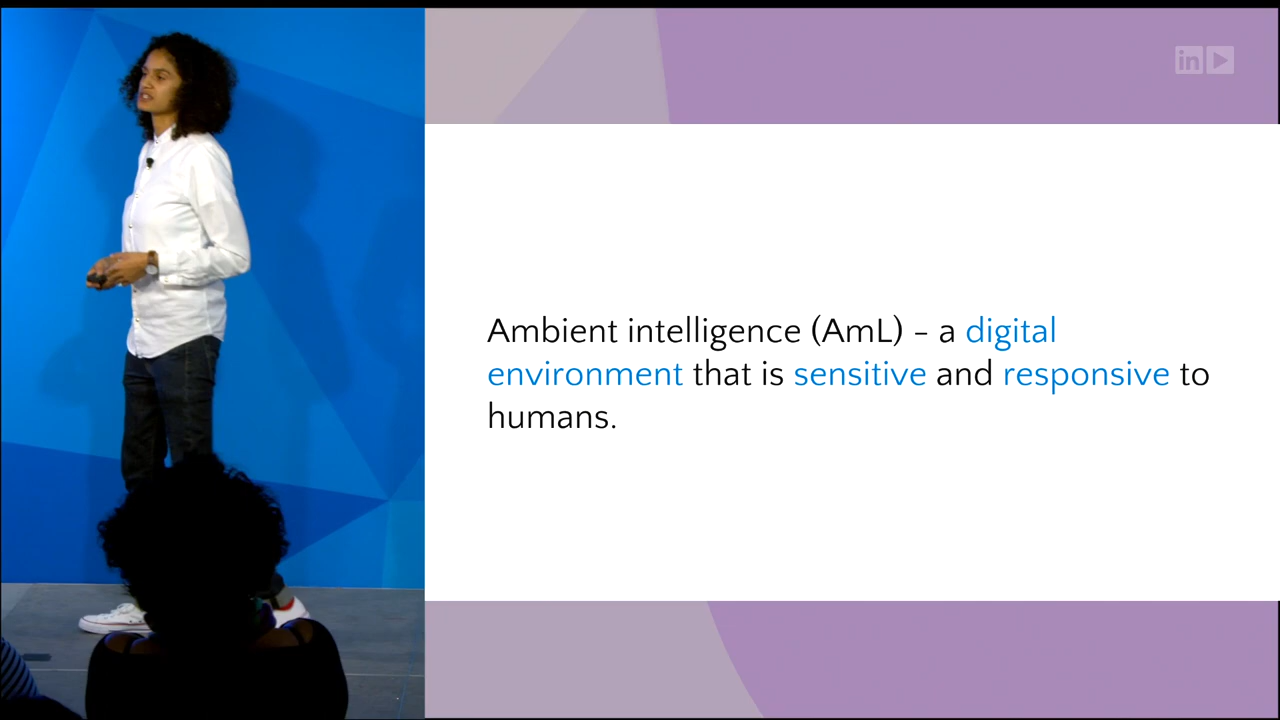 in
Ambient intelligence (AmL) – a digital
environment that is sensitive and responsive to
humans.